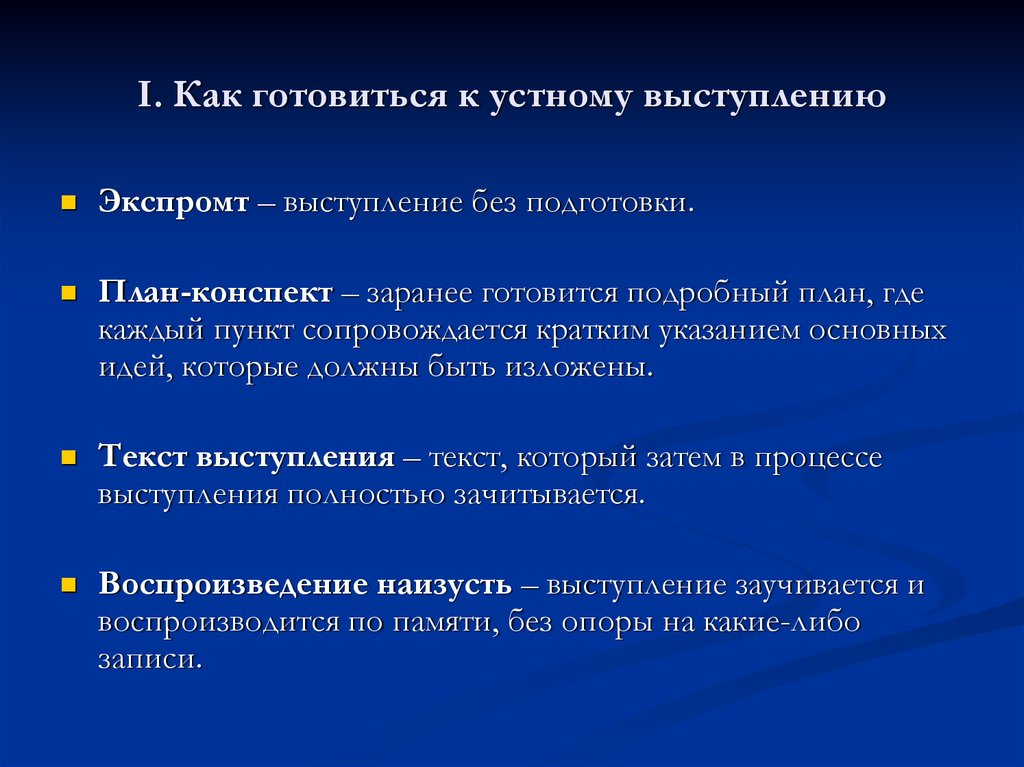 I. Как готовиться к устному выступлению
Экспромт – выступление без подготовки.
План-конспект – заранее готовится подробный план, где
каждый пункт сопровождается кратким указанием основных
идей, которые должны быть изложены.
Текст выступления – текст, который затем в процессе
выступления полностью зачитывается.
Воспроизведение наизусть – выступление заучивается и
воспроизводится по памяти, без опоры на какие-либо
записи.